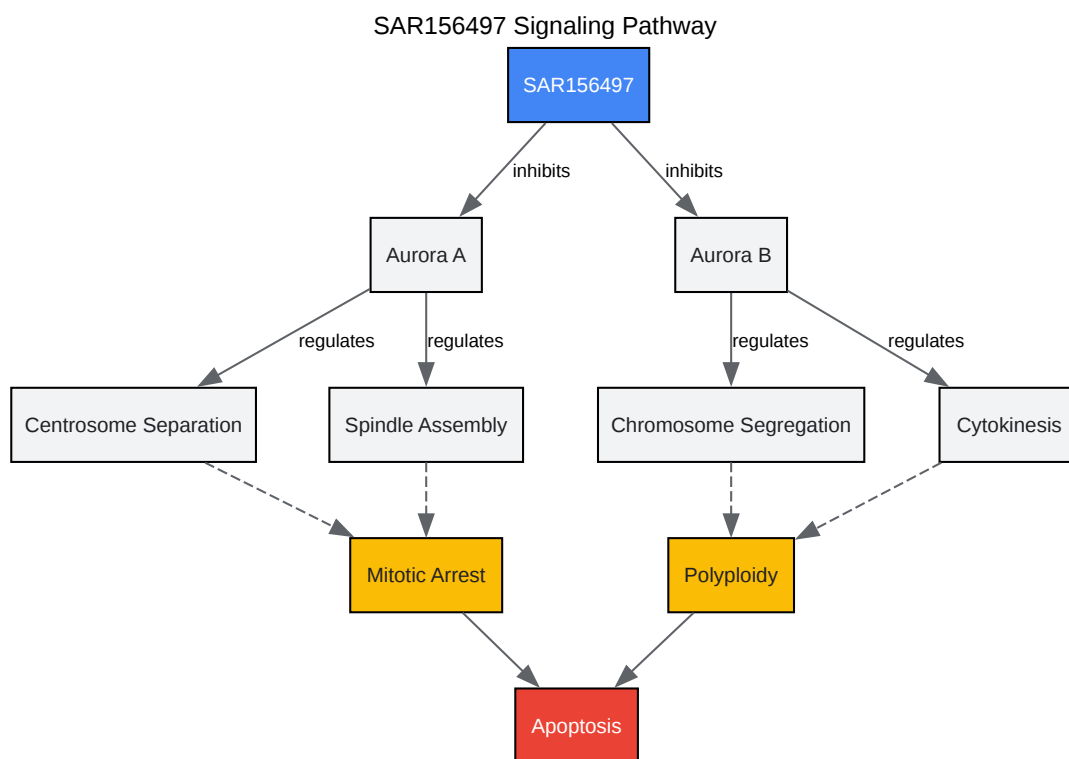 SAR156497 Signaling Pathway
SAR156497
inhibits
inhibits
Aurora A
Aurora B
regulates
regulates
regulates
regulates
Centrosome Separation
Spindle Assembly
Chromosome Segregation
Cytokinesis
Mitotic Arrest
Polyploidy
Apoptosis